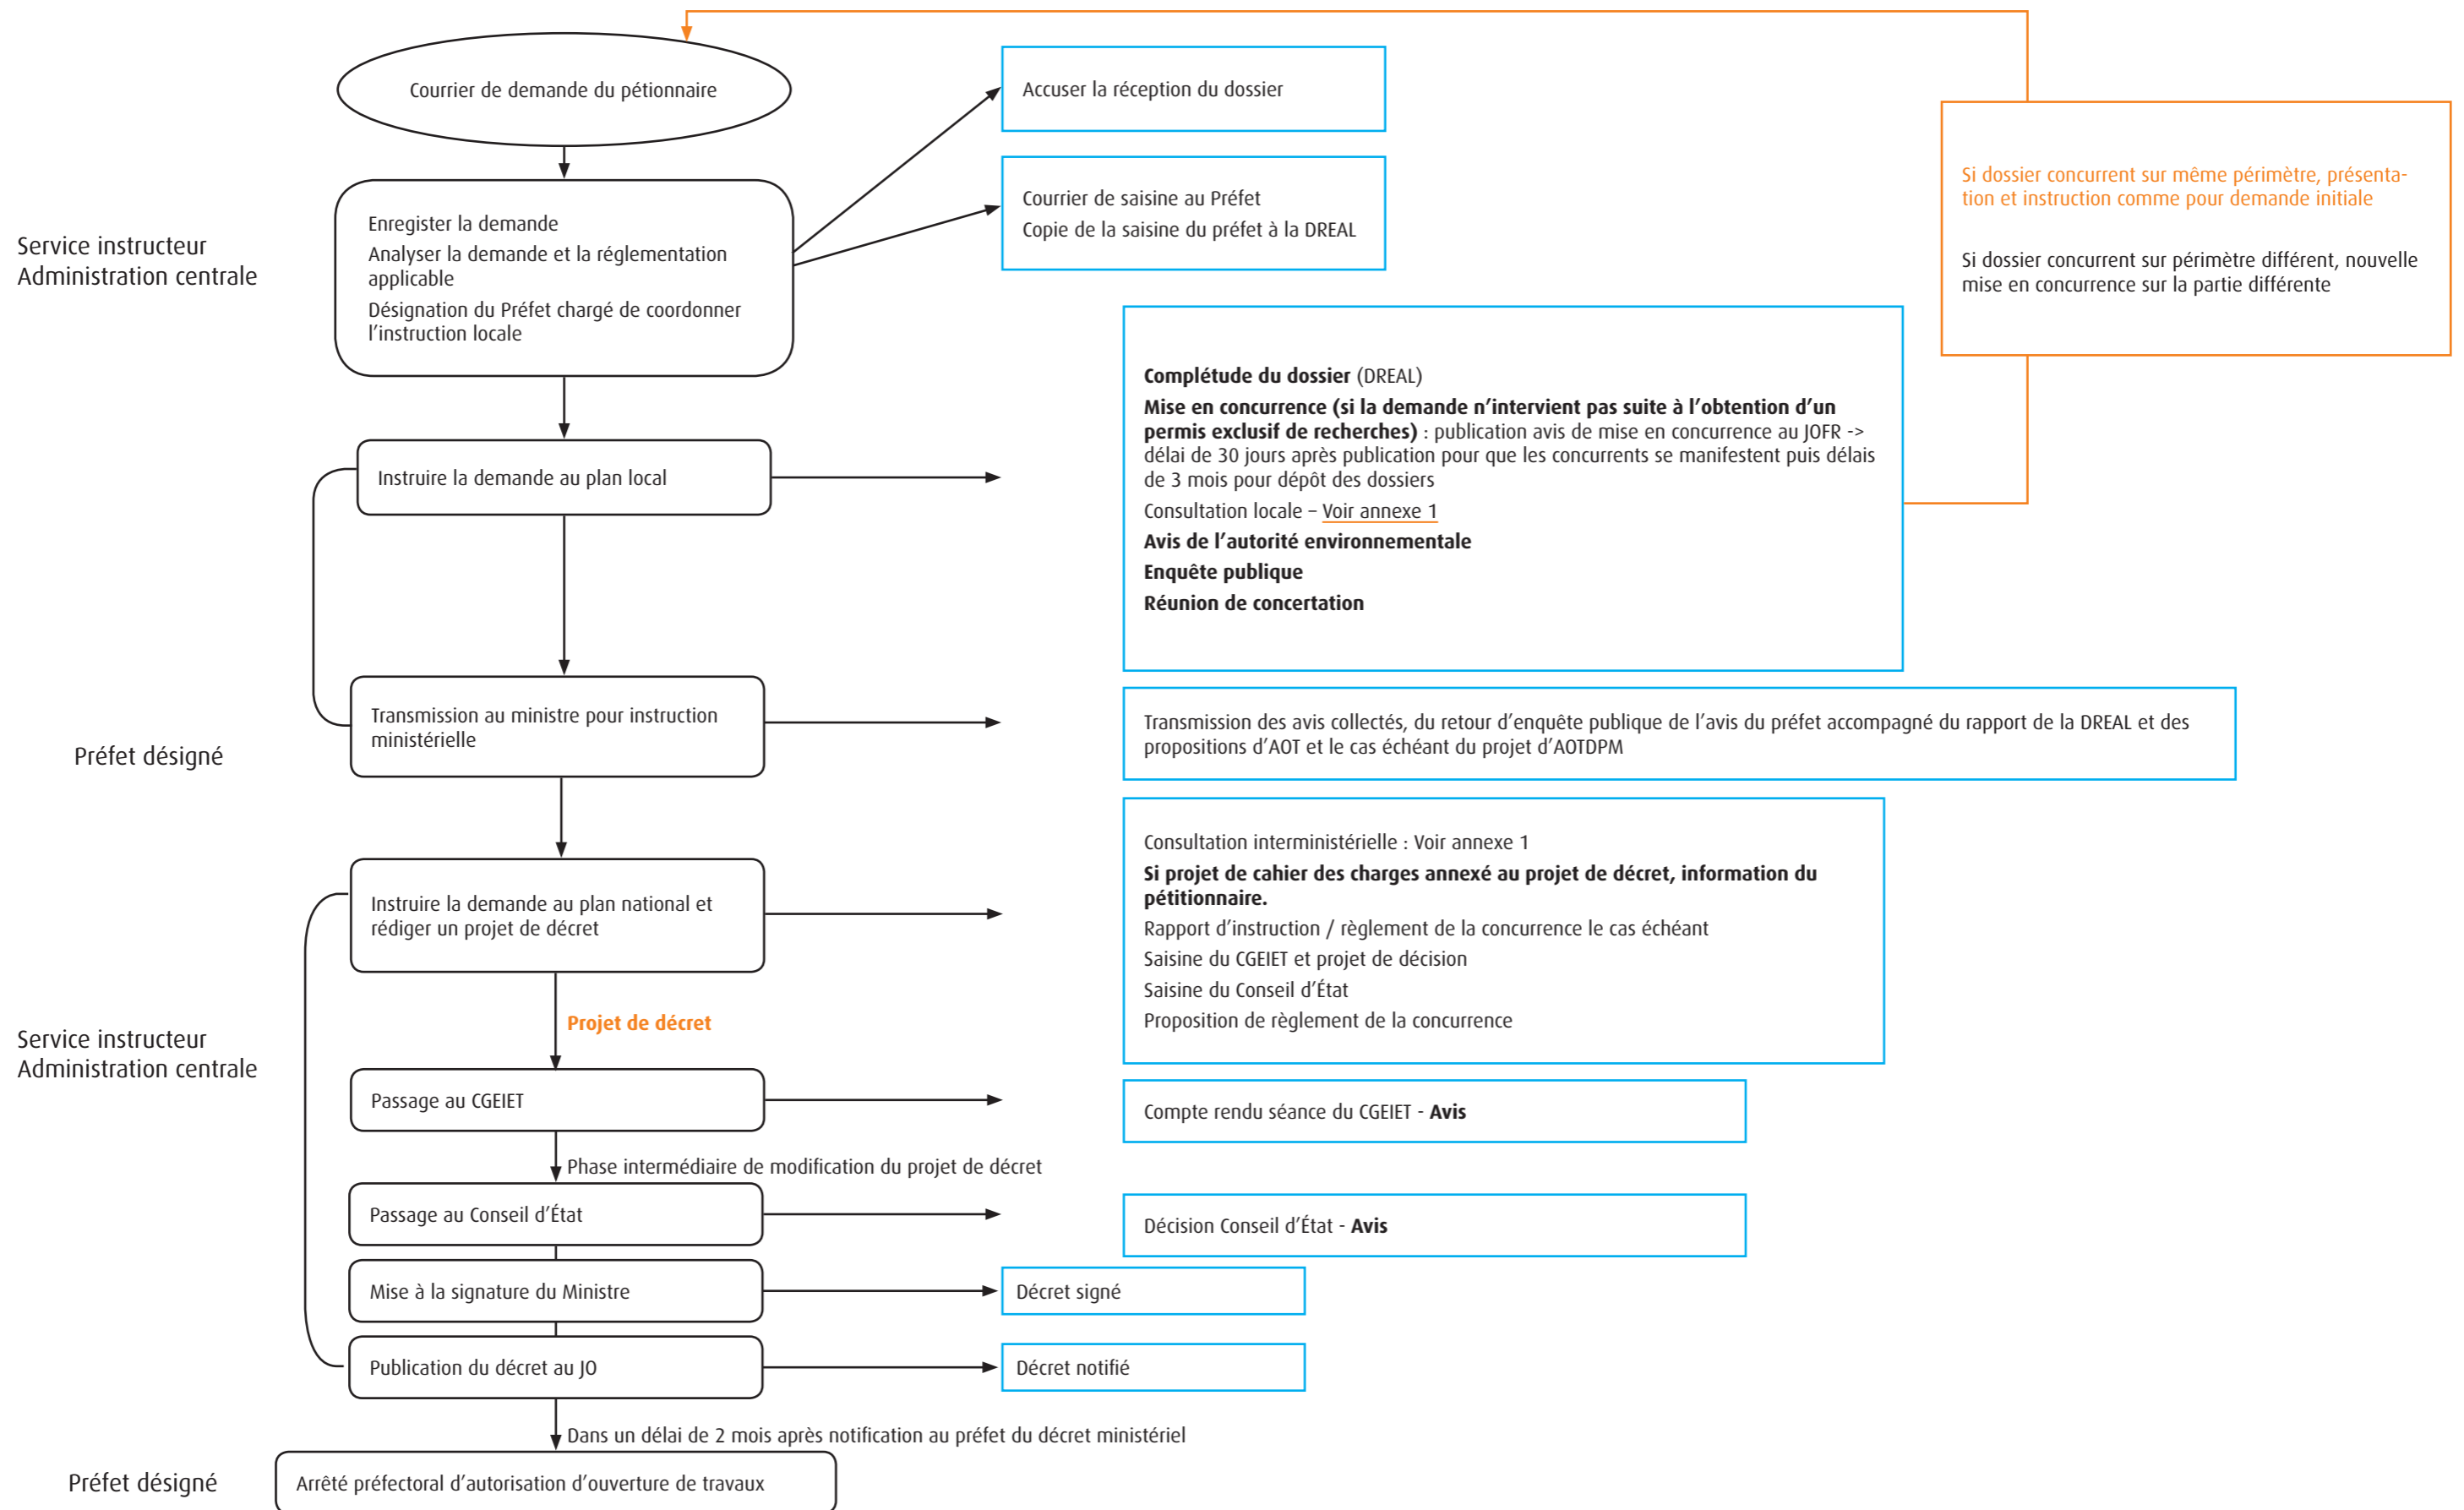 Courrier de demande du pétionnaire
Accuser la réception du dossier
Service instructeur
Administration centrale
Enregister la demande
Analyser la demande et la réglementation
applicable
Désignation du Préfet chargé de coordonner
l'instruction locale
Courrier de saisine au Préfet
Copie de la saisine du préfet à la DREAL
Si dossier concurrent sur même périmètre, présenta-
tion et instruction comme pour demande initiale
Si dossier concurrent sur périmètre différent, nouvelle
mise en concurrence sur la partie différente
Instruire la demande au plan local
Complétude du dossier (DREAL)
Mise en concurrence (si la demande n'intervient pas suite à l'obtention d'un
permis exclusif de recherches) : publication avis de mise en concurrence au JOFR ->
délai de 30 jours après publication pour que les concurrents se manifestent puis délais
de 3 mois pour dépôt des dossiers
Consultation locale – Voir annexe 1
Avis de l'autorité environnementale
Enquête publique
Réunion de concertation
Préfet désigné
Transmission au ministre pour instruction
ministérielle
Transmission des avis collectés, du retour d'enquête publique de l'avis du préfet accompagné du rapport de la DREAL et des
propositions d'AOT et le cas échéant du projet d'AOTDPM
Service instructeur
Administration centrale
Instruire la demande au plan national et
rédiger un projet de décret
Consultation interministérielle : Voir annexe 1
Si projet de cahier des charges annexé au projet de décret, information du
pétitionnaire.
Rapport d'instruction / règlement de la concurrence le cas échéant
Saisine du CGEIET et projet de décision
Saisine du Conseil d'État
Proposition de règlement de la concurrence
Projet de décret
Passage au CGEIET
Compte rendu séance du CGEIET - Avis
Phase intermédiaire de modification du projet de décret
Passage au Conseil d'État
Décision Conseil d'État - Avis
Mise à la signature du Ministre
Décret signé
Publication du décret au JO
Décret notifié
Dans un délai de 2 mois après notification au préfet du décret ministériel
Préfet désigné
Arrêté préfectoral d'autorisation d'ouverture de travaux